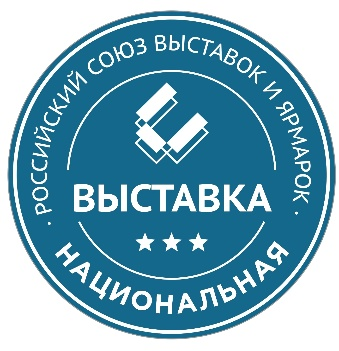 · РОССИЙСКИЙ СОЮЗ ВЫСТАВОК И ЯРМАРОК ·
ВЫСТАВКА
НАЦИОНАЛЬНАЯ